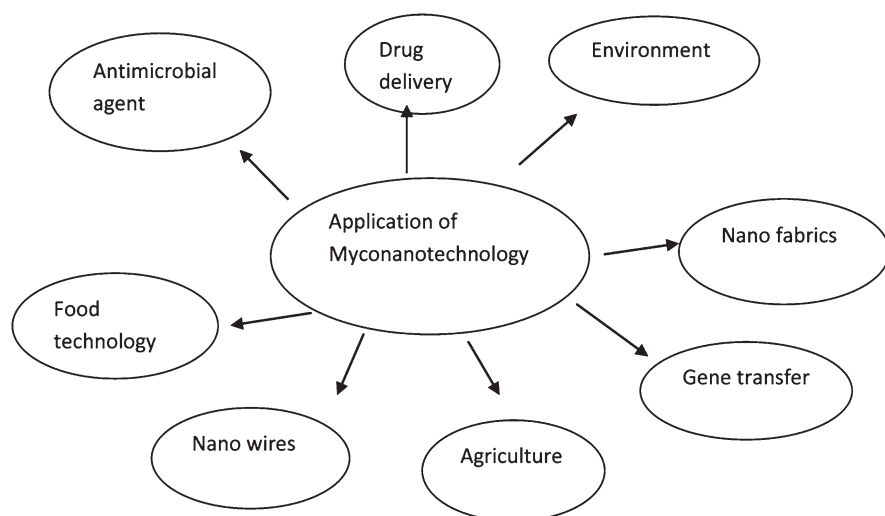 Antimicrobial
agent
Drug
delivery
Environment
Application of
Myconanotechnology
Nano fabrics
Food
technology
Gene transfer
Nano wires
Agriculture